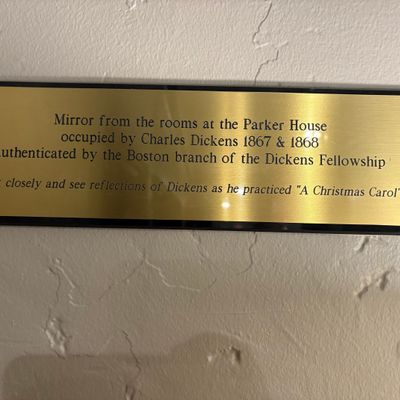 Mirror from the rooms at the Parker House
occupied by Charles Dickens 1867 & 1868
uthenticated by the Boston branch of the Dickens Fellowship
closely and see reflections of Dickens as he practiced "A Christmas Carol"